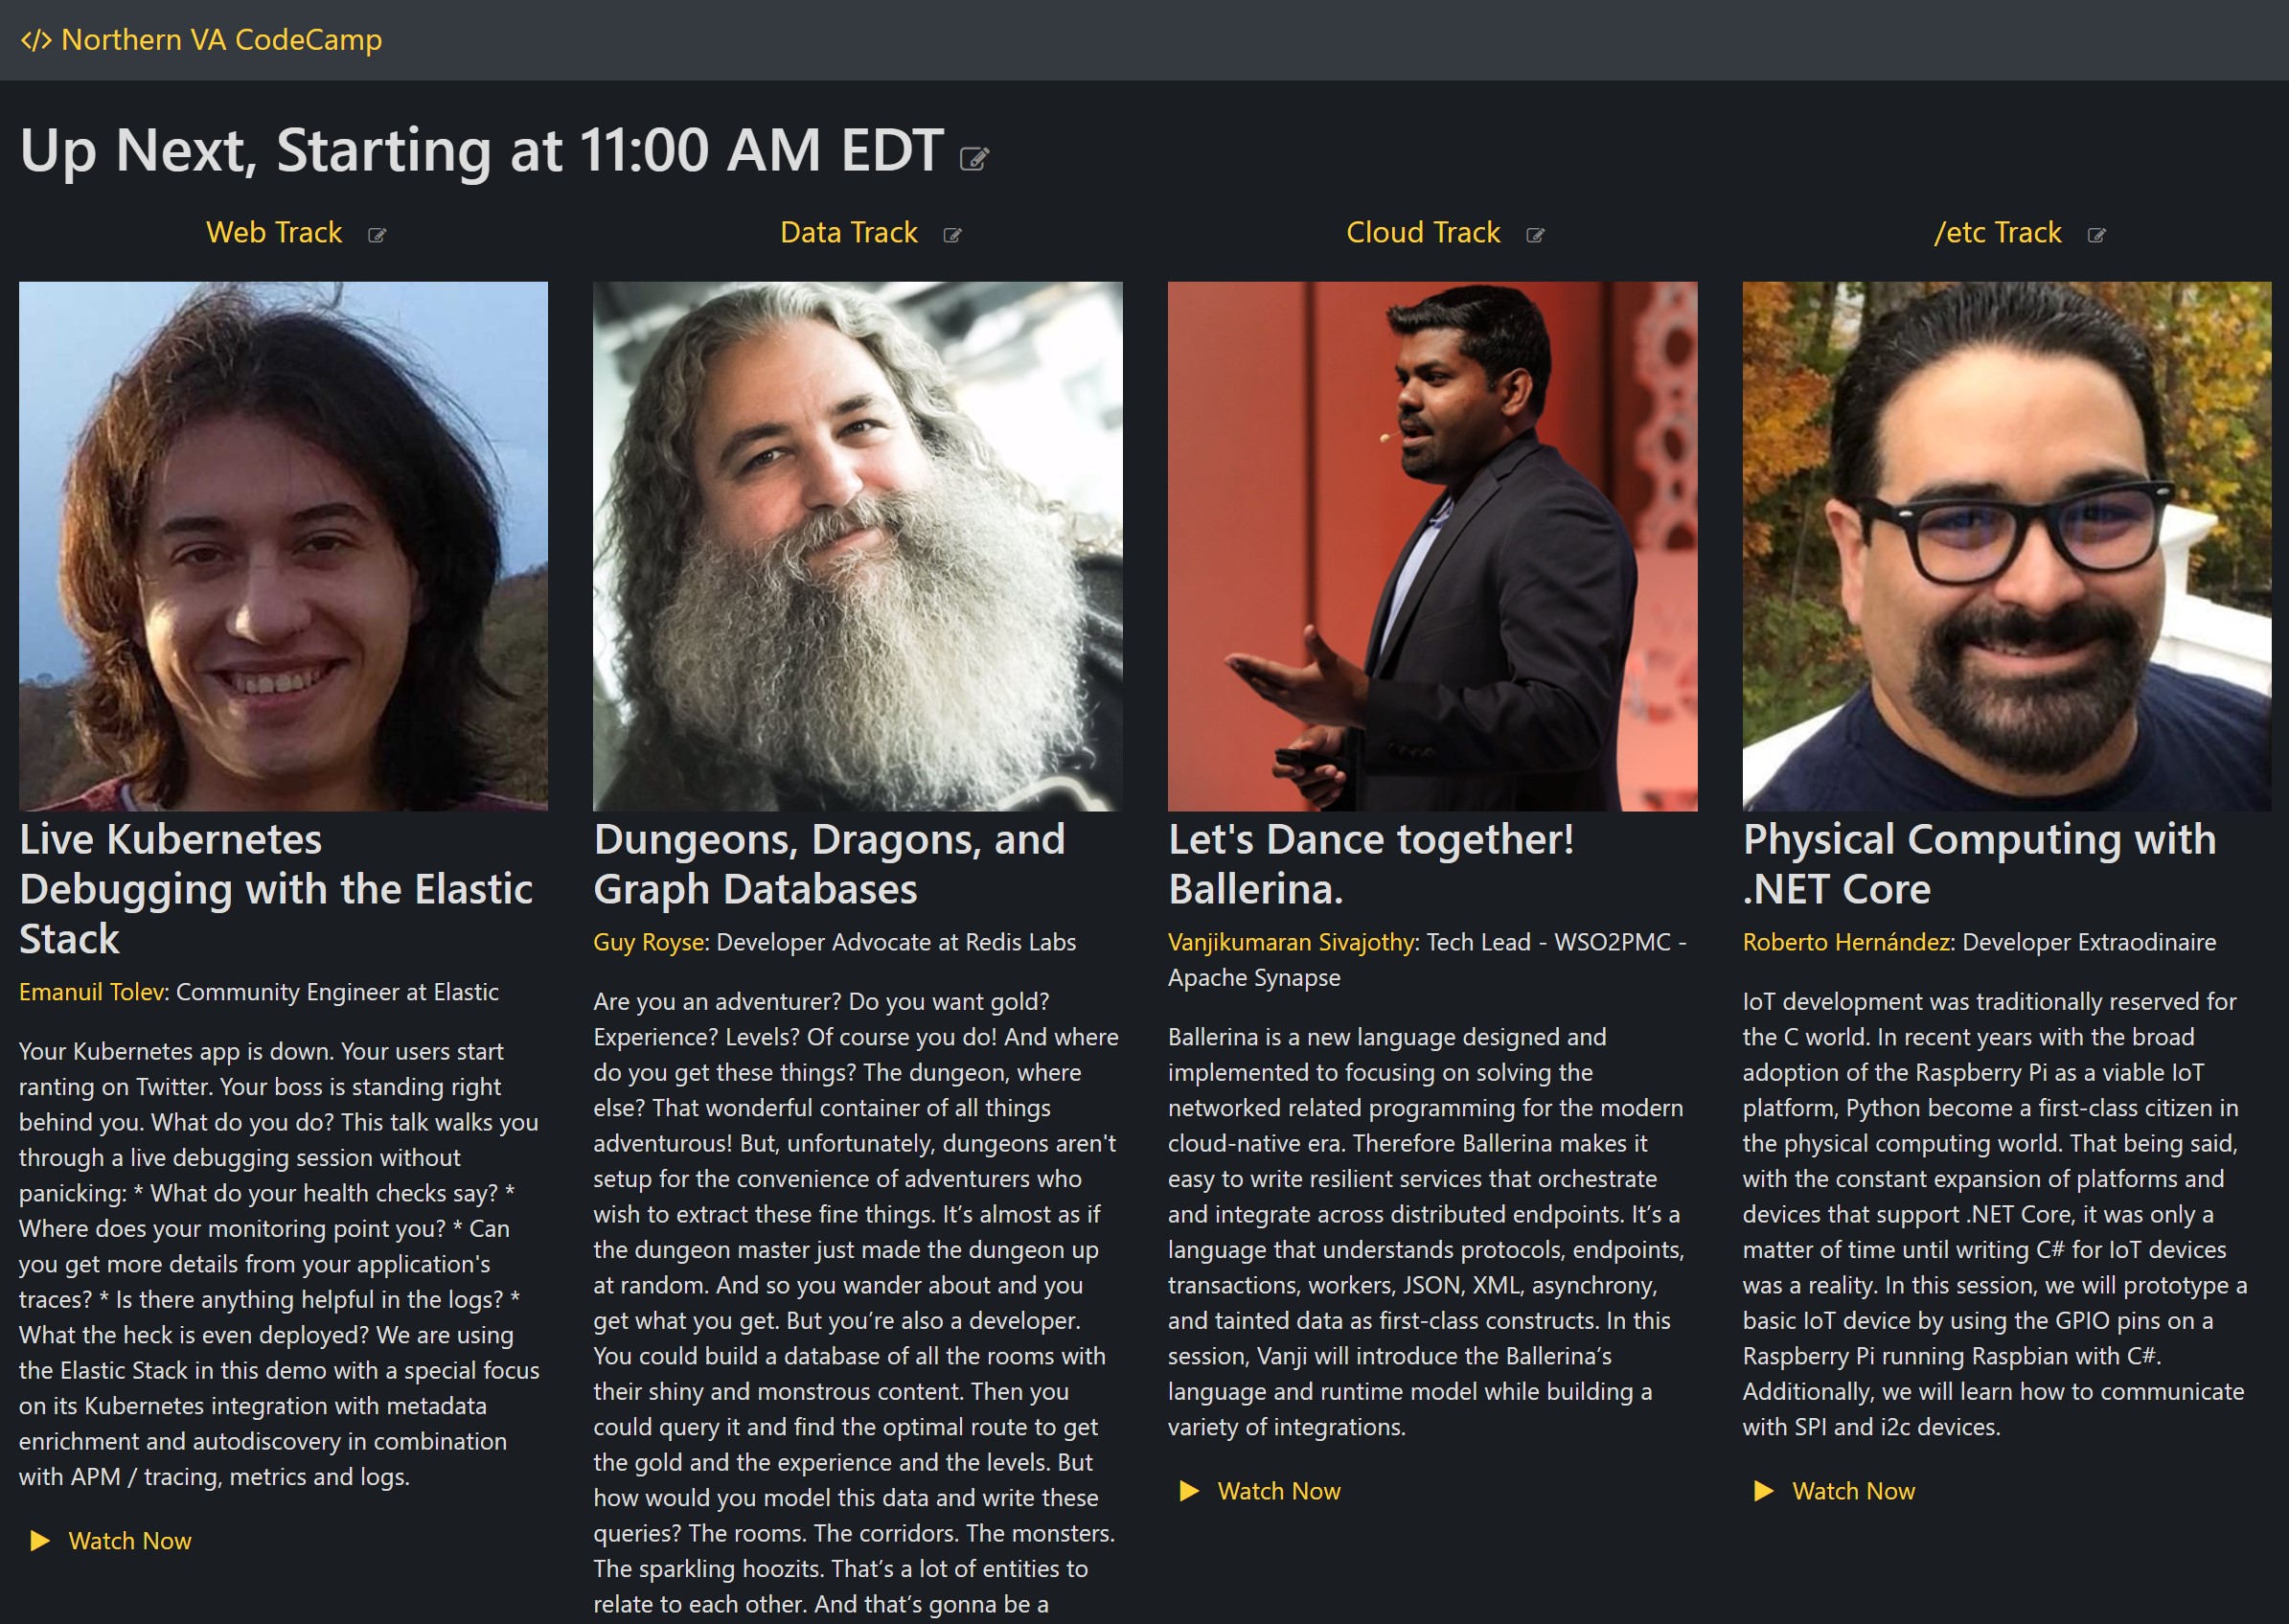 </> Northern VA CodeCamp
Up Next, Starting at 11:00 AM EDT
Web Track
Live Kubernetes
Debugging with the Elastic
Stack
Emanuil Tolev: Community Engineer at Elastic
Your Kubernetes app is down. Your users start
ranting on Twitter. Your boss is standing right
behind you. What do you do? This talk walks you
through a live debugging session without
panicking: * What do your health checks say? *
Where does your monitoring point you? * Can
you get more details from your application's
traces? * Is there anything helpful in the logs? *
What the heck is even deployed? We are using
the Elastic Stack in this demo with a special focus
on its Kubernetes integration with metadata
enrichment and autodiscovery in combination
with APM / tracing, metrics and logs.
Watch Now
Data Track
Dungeons, Dragons, and
Graph Databases
Guy Royse: Developer Advocate at Redis Labs
Are you an adventurer? Do you want gold?
Experience? Levels? Of course you do! And where
do you get these things? The dungeon, where
else? That wonderful container of all things
adventurous! But, unfortunately, dungeons aren't
setup for the convenience of adventurers who
wish to extract these fine things. It’s almost as if
the dungeon master just made the dungeon up
at random. And so you wander about and you
get what you get. But you’re also a developer.
You could build a database of all the rooms with
their shiny and monstrous content. Then you
could query it and find the optimal route to get
the gold and the experience and the levels. But
how would you model this data and write these
queries? The rooms. The corridors. The monsters.
The sparkling hoozits. That’s a lot of entities to
relate to each other. And that’s gonna be a
Cloud Track
Let's Dance together!
Ballerina.
Vanjikumaran Sivajothy: Tech Lead - WSO2PMC -
Apache Synapse
Ballerina is a new language designed and
implemented to focusing on solving the
networked related programming for the modern
cloud-native era. Therefore Ballerina makes it
easy to write resilient services that orchestrate
and integrate across distributed endpoints. It’s a
language that understands protocols, endpoints,
transactions, workers, JSON, XML, asynchrony,
and tainted data as first-class constructs. In this
session, Vanji will introduce the Ballerina’s
language and runtime model while building a
variety of integrations.
Watch Now
/etc Track
Physical Computing with
.NET Core
Roberto Hernández: Developer Extraodinaire
IoT development was traditionally reserved for
the C world. In recent years with the broad
adoption of the Raspberry Pi as a viable IoT
platform, Python become a first-class citizen in
the physical computing world. That being said,
with the constant expansion of platforms and
devices that support .NET Core, it was only a
matter of time until writing C# for IoT devices
was a reality. In this session, we will prototype a
basic IoT device by using the GPIO pins on a
Raspberry Pi running Raspbian with C#.
Additionally, we will learn how to communicate
with SPI and i2c devices.
Watch Now